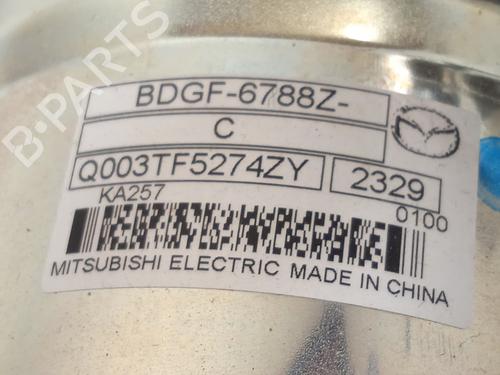 BDGF-6788Z-
C
Q003TF5274ZY 2329
KA257 0100
MITSUBISHI ELECTRIC MADE IN CHINA
B-PARTS